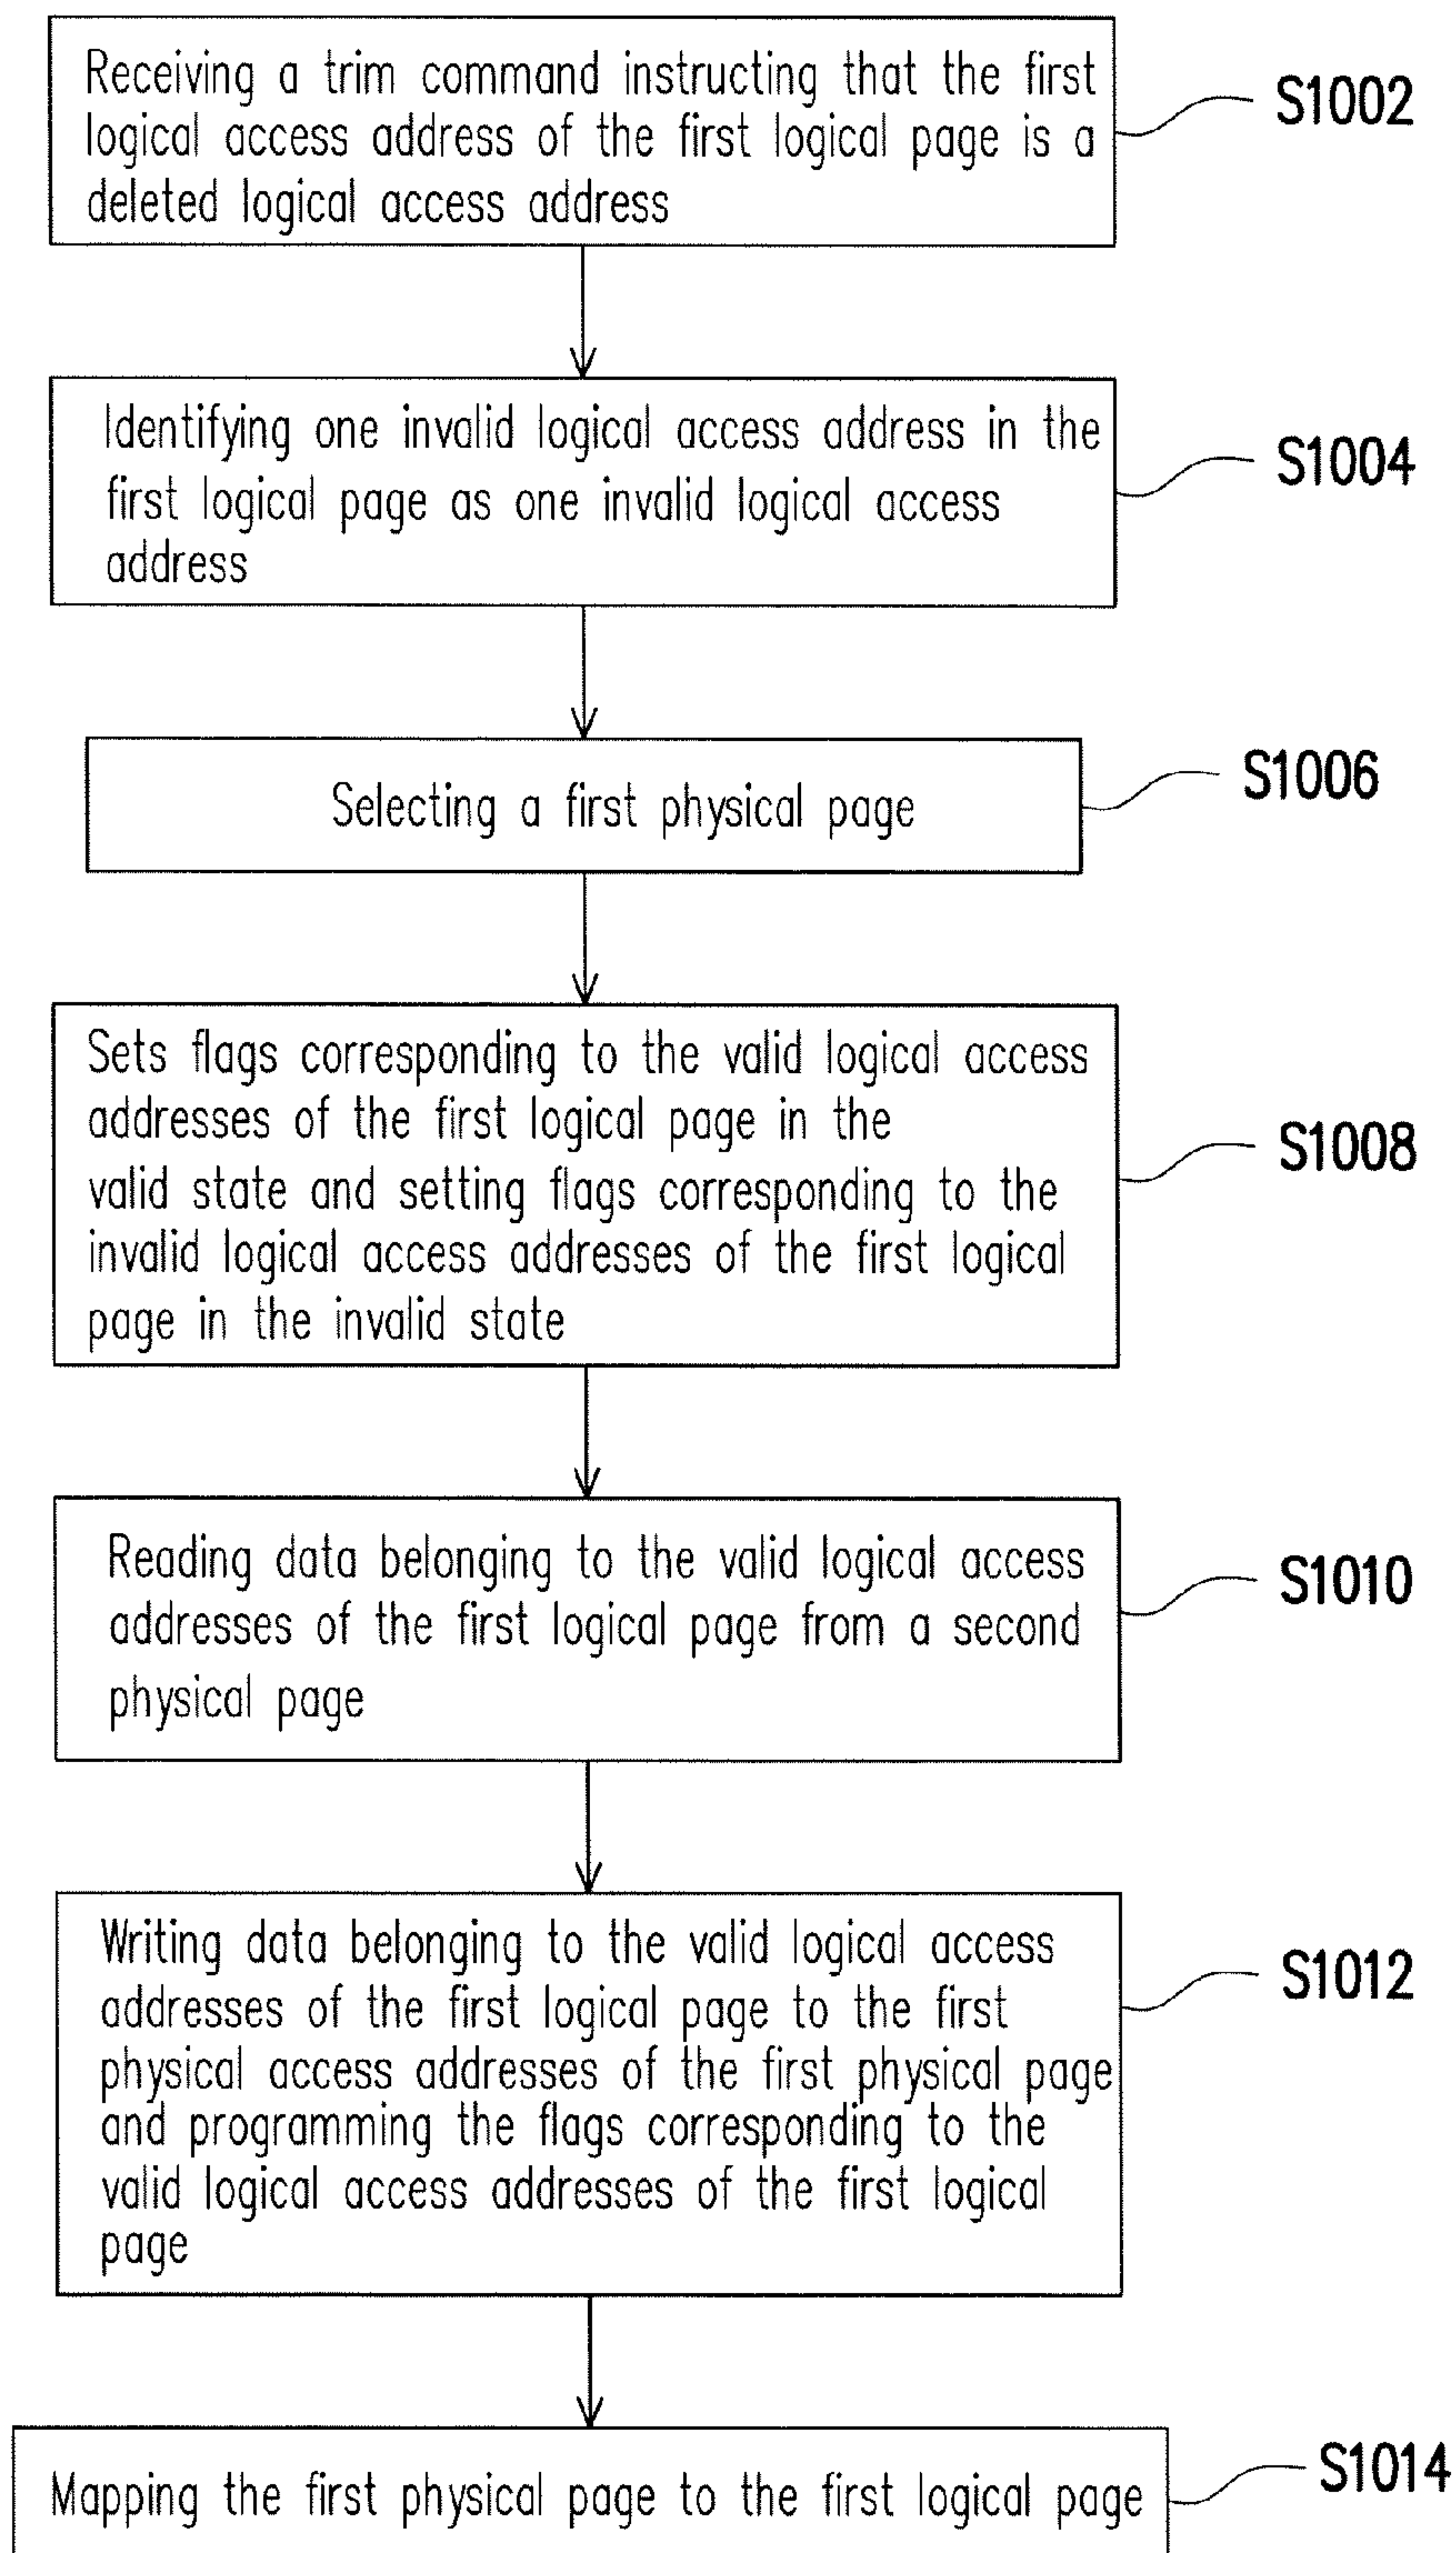 Receiving a trim command instructing that the first
logical access address of the first logical page is a
deleted logical access address
S1002
Identifying one invalid logical access address in the
first logical page as one invalid logical access
address
S1004
Selecting a first physical page
S1006
Sets flags corresponding to the valid logical access
addresses of the first logical page in the
valid state and setting flags corresponding to the
invalid logical access addresses of the first logical
page in the invalid state
S1008
Reading data belonging to the valid logical access
addresses of the first logical page from a second
physical page
S1010
Writing data belonging to the valid logical access
addresses of the first logical page to the first
physical access addresses of the first physical page
and programming the flags corresponding to the
valid logical access addresses of the first logical
page
S1012
Mapping the first physical page to the first logical page
S1014